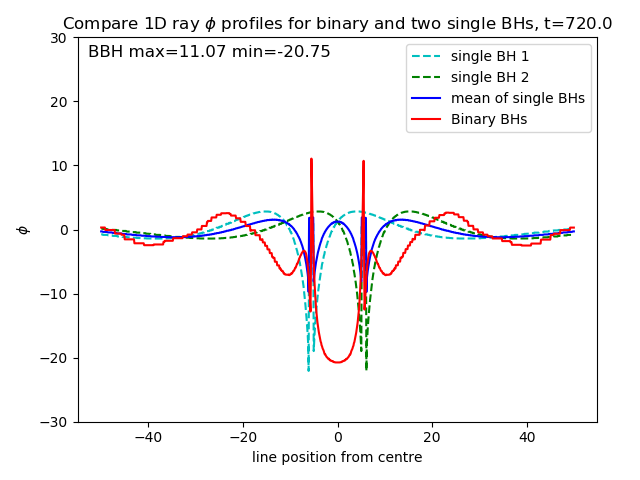 Compare 1D ray ϕ profiles for binary and two single BHs, t=720.0
BBH max=11.07 min=-20.75
single BH 1
single BH 2
mean of single BHs
Binary BHs
30
20
10
0
−10
−20
−30
ϕ
−40
−20
0
20
40
line position from centre